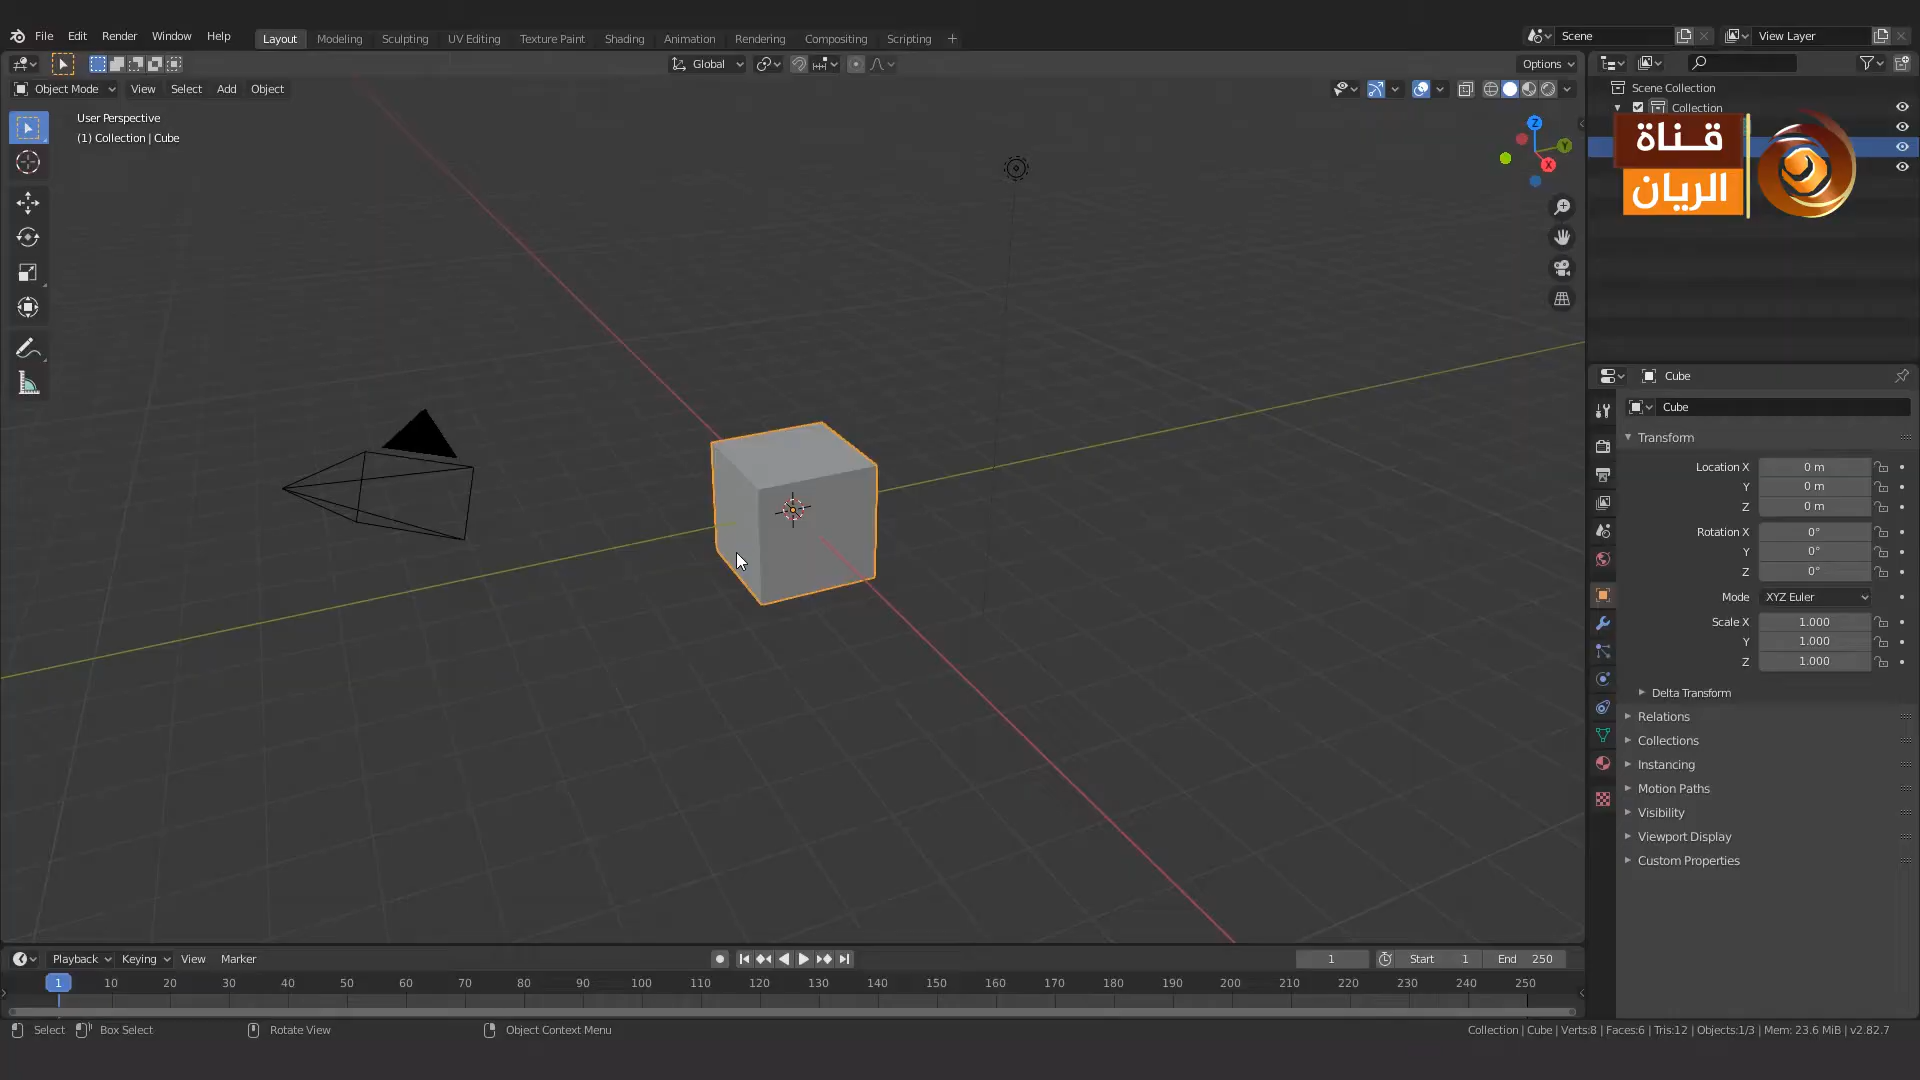 File Edit Render Window Help Layout Modeling Sculpting UV Editing Texture Paint Shading Animation Rendering Compositing Scripting + Scene View Layer
Global Options
Object Mode View Select Add Object
User Perspective
(1) Collection | Cube
Z
Y
X
Scene Collection
Collection
قناة
الريان
Cube
Cube
Transform
Location X 0 m
Y 0 m
Z 0 m
Rotation X 0°
Y 0°
Z 0°
Mode XYZ Euler
Scale X 1.000
Y 1.000
Z 1.000
Delta Transform
Relations
Collections
Instancing
Motion Paths
Visibility
Viewport Display
Custom Properties
Playback Keying View Marker 1 Start 1 End 250
1 10 20 30 40 50 60 70 80 90 100 110 120 130 140 150 160 170 180 190 200 210 220 230 240 250
Select Box Select Rotate View Object Context Menu Collection | Cube | Verts:8 | Faces:6 | Tris:12 | Objects:1/3 | Mem: 23.6 MiB | v2.82.7